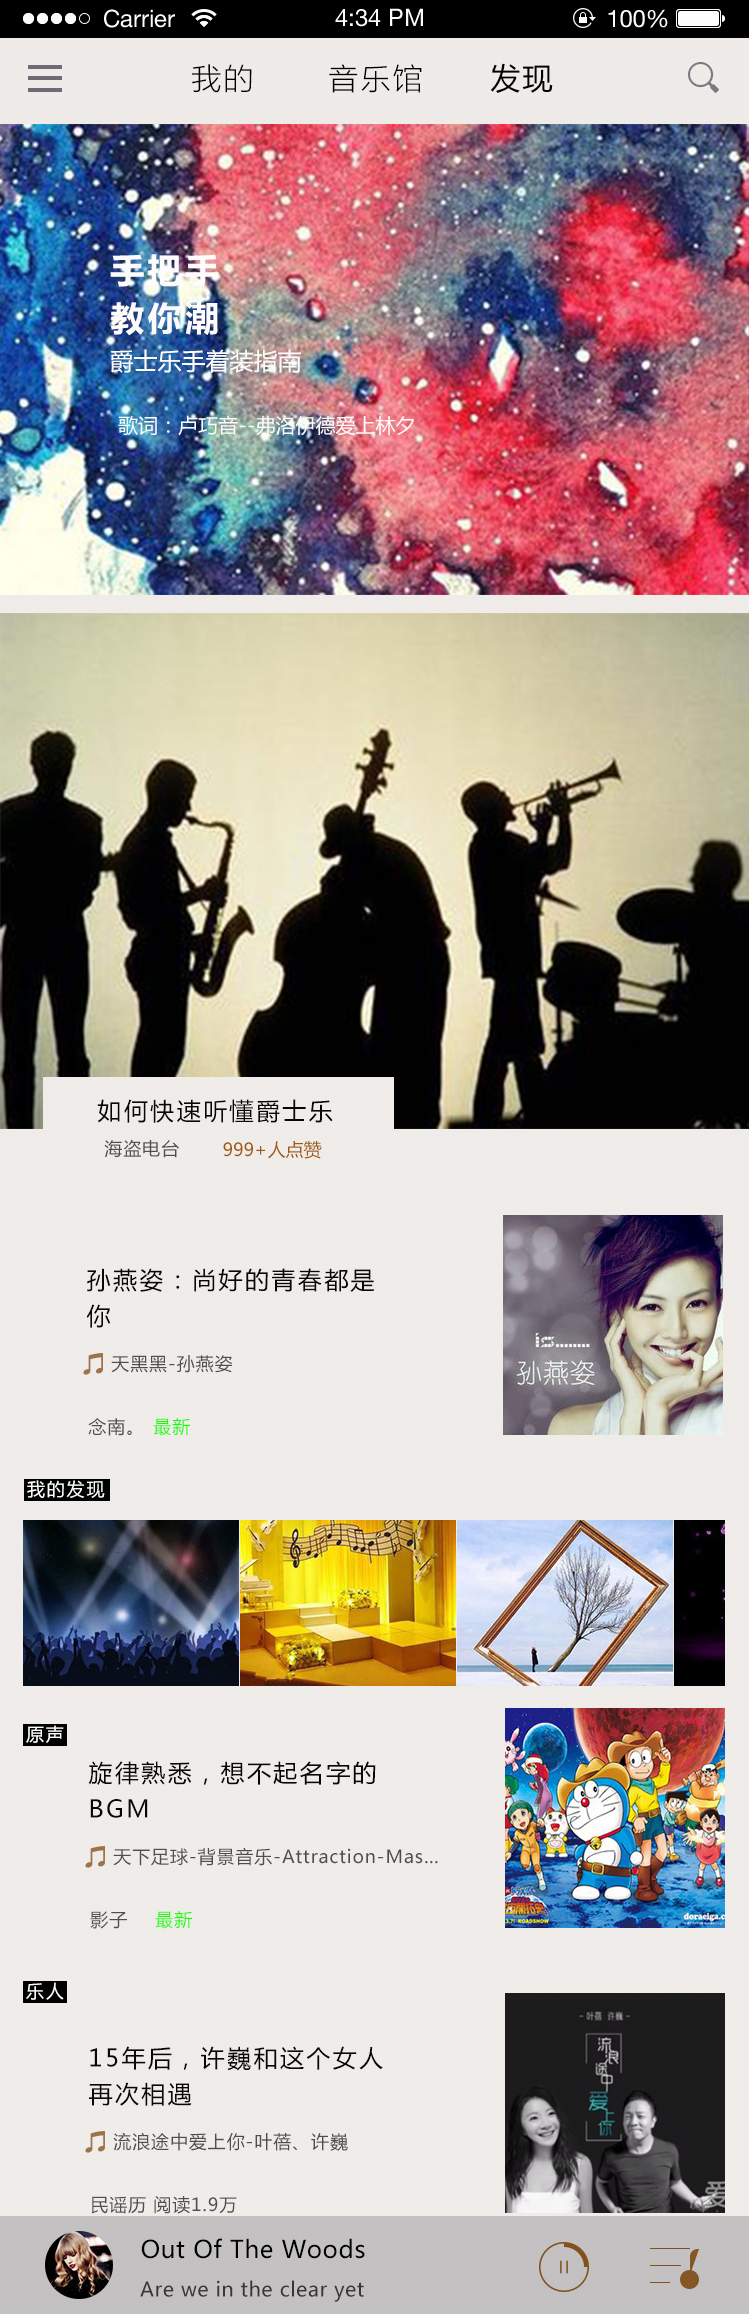 Carrier 4:34 PM 100%
我的 音乐馆 发现
手把手
教你潮
爵士乐手着装指南
歌词：卢巧音--弗洛伊德爱上林夕
如何快速听懂爵士乐
海盗电台 999+人点赞
孙燕姿：尚好的青春都是
你
天黑黑-孙燕姿
念南。 最新
is........
孙燕姿
我的发现
原声
旋律熟悉，想不起名字的
BGM
天下足球-背景音乐-Attraction-Mas...
影子 最新
ROADSHOW
doraeiga.c
乐人
15年后，许巍和这个女人
再次相遇
流浪途中爱上你-叶蓓、许巍
民谣历 阅读1.9万
叶蓓 许巍
流浪
途中
爱上
你
爱
Out Of The Woods
Are we in the clear yet